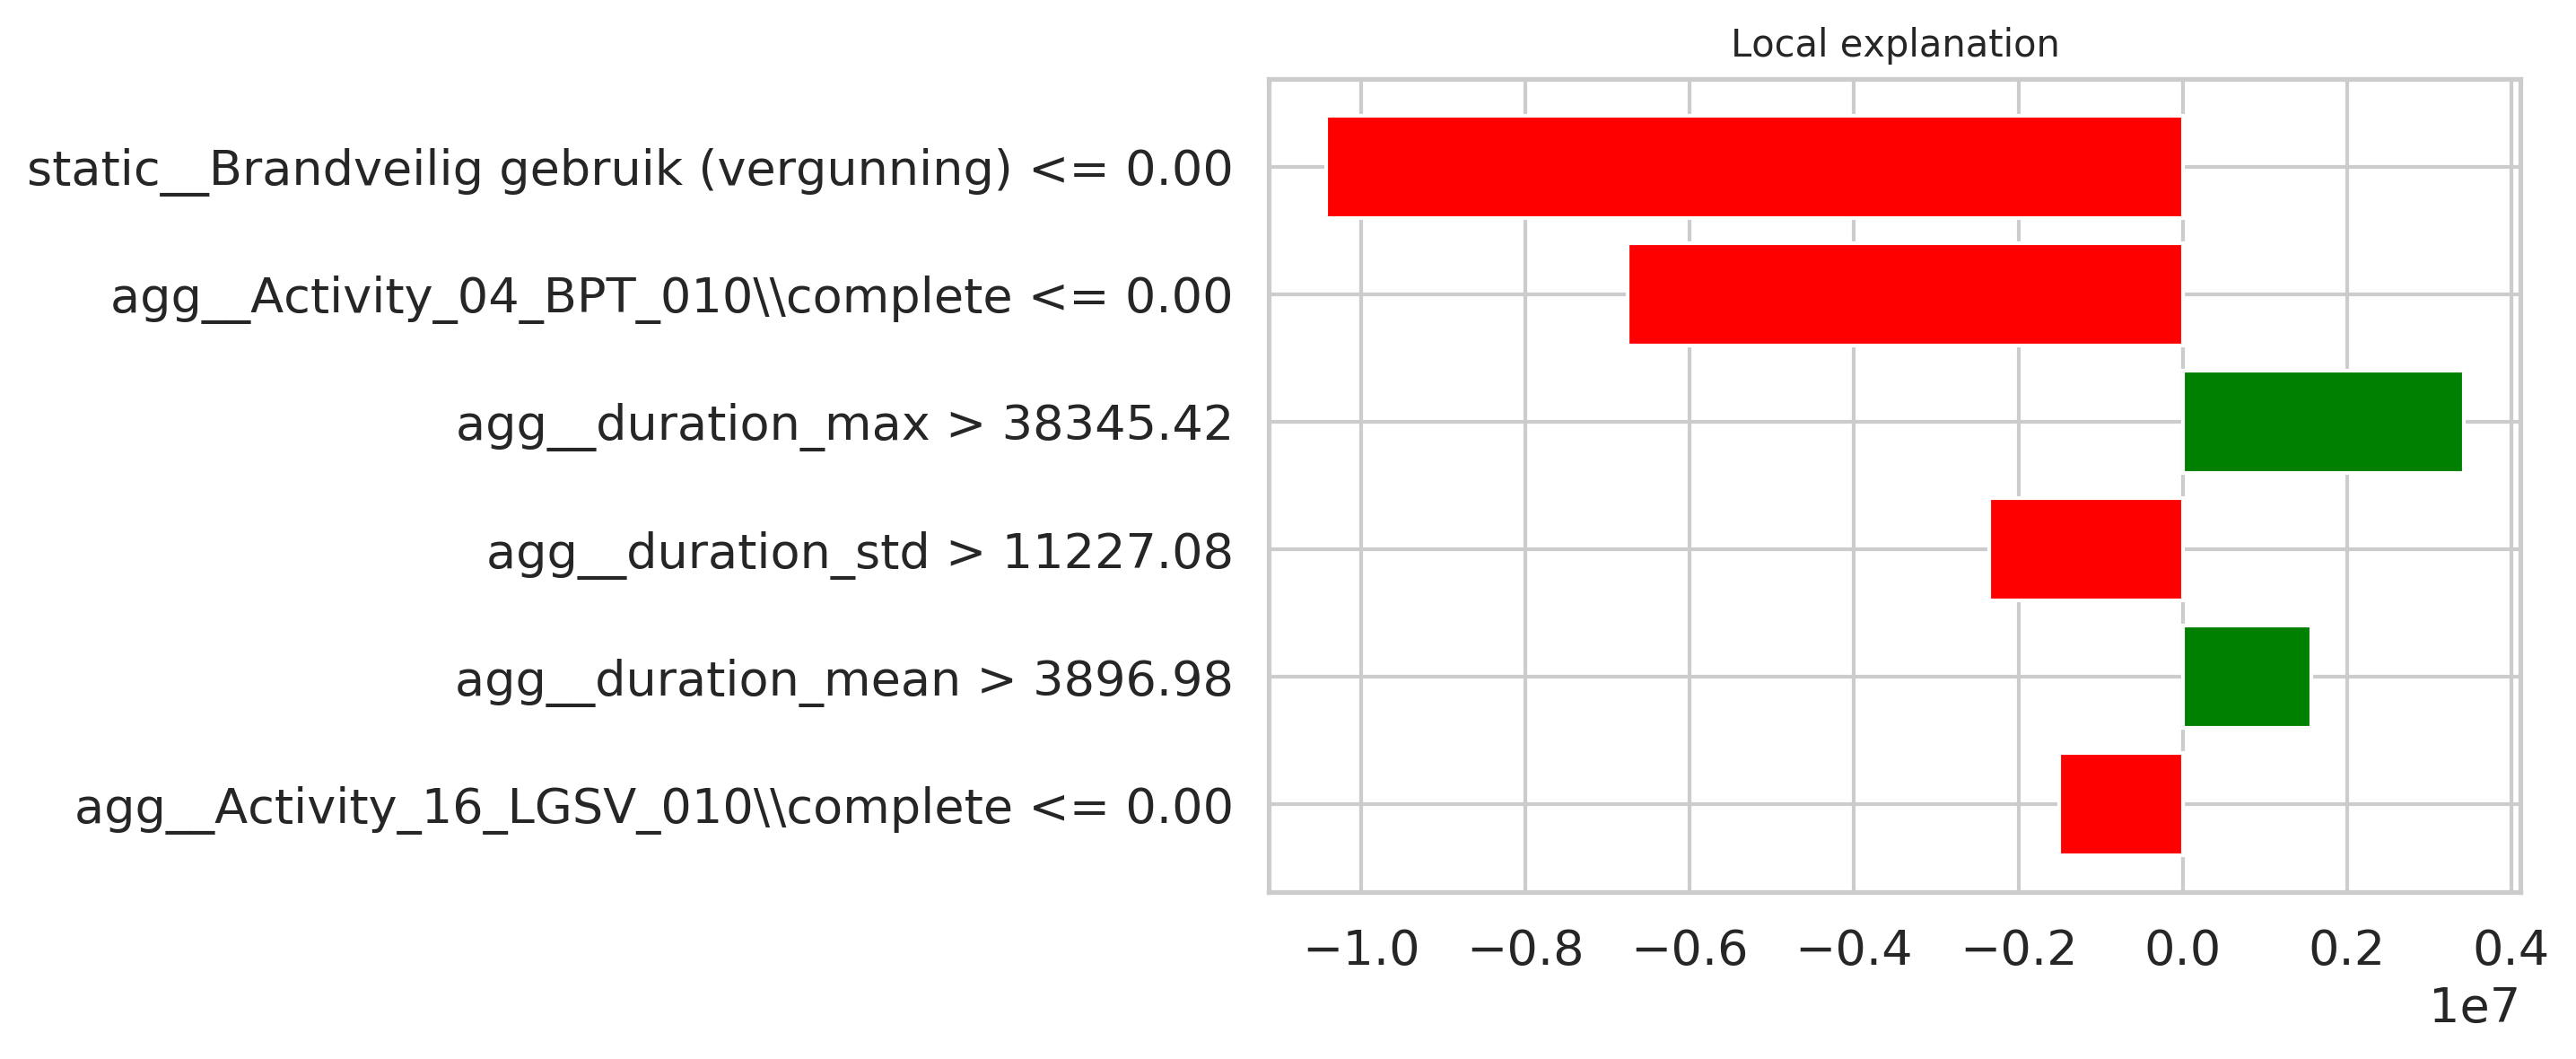 Local explanation
static__Brandveilig gebruik (vergunning) <= 0.00
agg__Activity_04_BPT_010\\complete <= 0.00
agg__duration_max > 38345.42
agg__duration_std > 11227.08
agg__duration_mean > 3896.98
agg__Activity_16_LGSV_010\\complete <= 0.00
−1.0 −0.8 −0.6 −0.4 −0.2 0.0 0.2 0.4
1e7